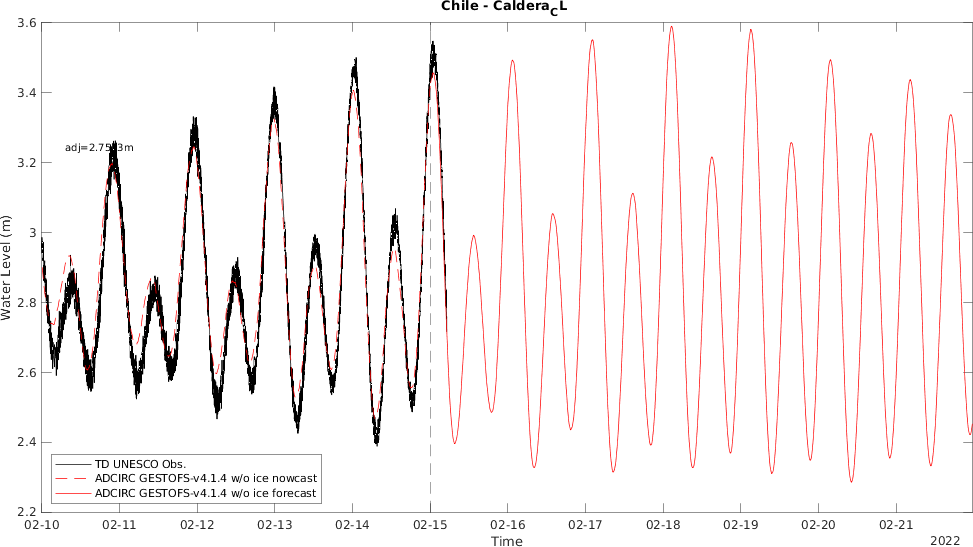 Chile - Caldera_CL
3.6
3.4
3.2
3
2.8
2.6
2.4
2.2
Water Level (m)
TD UNESCO Obs.
ADCIRC GESTOFS-v4.1.4 w/o ice nowcast
ADCIRC GESTOFS-v4.1.4 w/o ice forecast
02-10 02-11 02-12 02-13 02-14 02-15 02-16 02-17 02-18 02-19 02-20 02-21
Time
2022